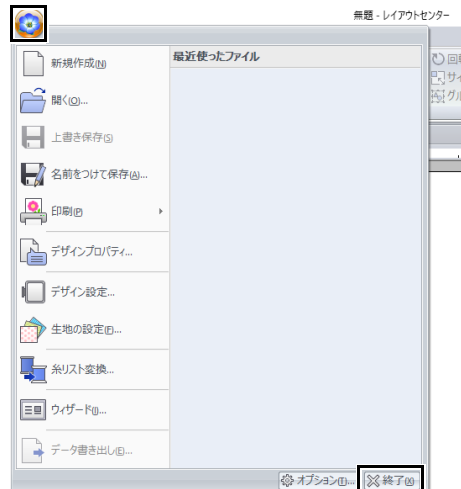 無題 - レイアウトセンター
新規作成(N)
最近使ったファイル
開く(O)...
上書き保存(S)
名前をつけて保存(A)...
印刷(P)
デザインプロパティ...
デザイン設定...
生地の設定(F)...
糸リスト変換...
ウィザード(I)...
データ書き出し(E)...
オプション(I)...
終了(X)
サイ
グル